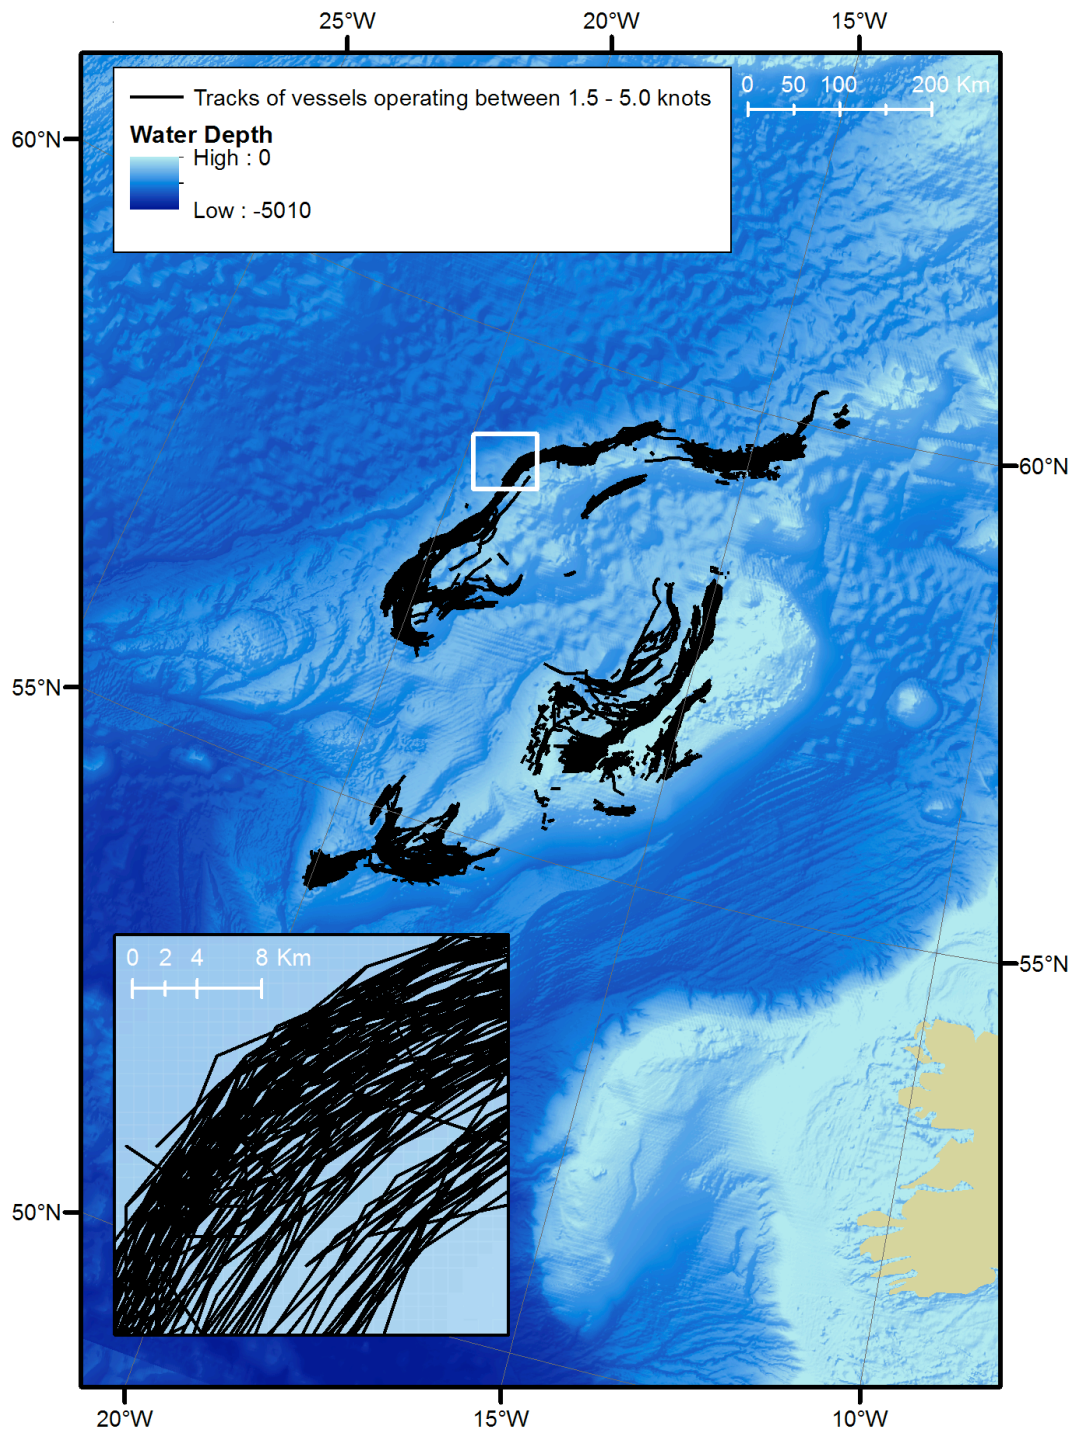 25°W 20°W 15°W
0 50 100 200 Km
Tracks of vessels operating between 1.5 - 5.0 knots
Water Depth
High : 0
Low : -5010
60°N
60°N
55°N
55°N
0 2 4 8 Km
50°N
20°W 15°W 10°W